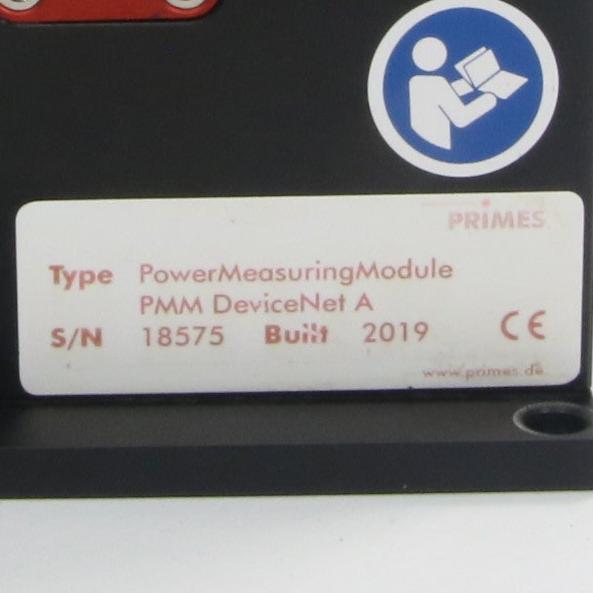 PRIMES
Type PowerMeasuringModule
PMM DeviceNet A
S/N 18575 Built 2019 CE
www.primes.de